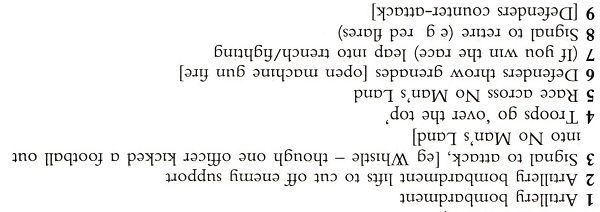 1 Artillery bombardment
2 Artillery bombardment lifts to cut off enemy support
3 Signal to attack, [eg Whistle – though one officer kicked a football out
into No Man's Land]
4 Troops go 'over the top'
5 Race across No Man's Land
6 Defenders throw grenades [open machine gun fire]
7 (If you win the race) leap into trench/fighting
8 Signal to retire (e g red flares)
9 [Defenders counter-attack]